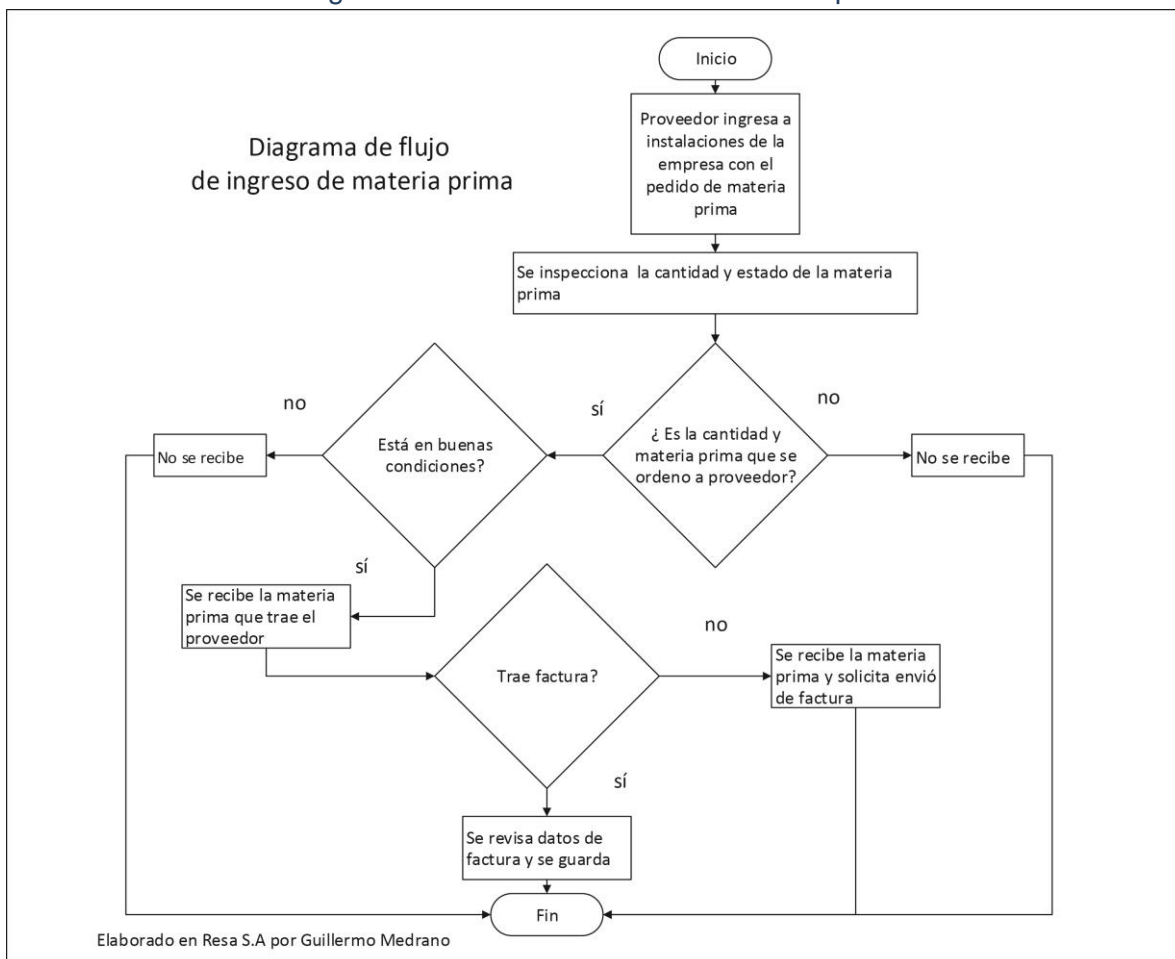 Inicio
Proveedor ingresa a
instalaciones de la
empresa con el
pedido de materia
prima
Diagrama de flujo
de ingreso de materia prima
Se inspecciona la cantidad y estado de la materia
prima
no
sí
no
Está en buenas
condiciones?
¿ Es la cantidad y
materia prima que se
ordeno a proveedor?
No se recibe
No se recibe
sí
Se recibe la materia
prima que trae el
proveedor
no
Trae factura?
Se recibe la materia
prima y solicita envió
de factura
sí
Se revisa datos de
factura y se guarda
Fin
Elaborado en Resa S.A por Guillermo Medrano